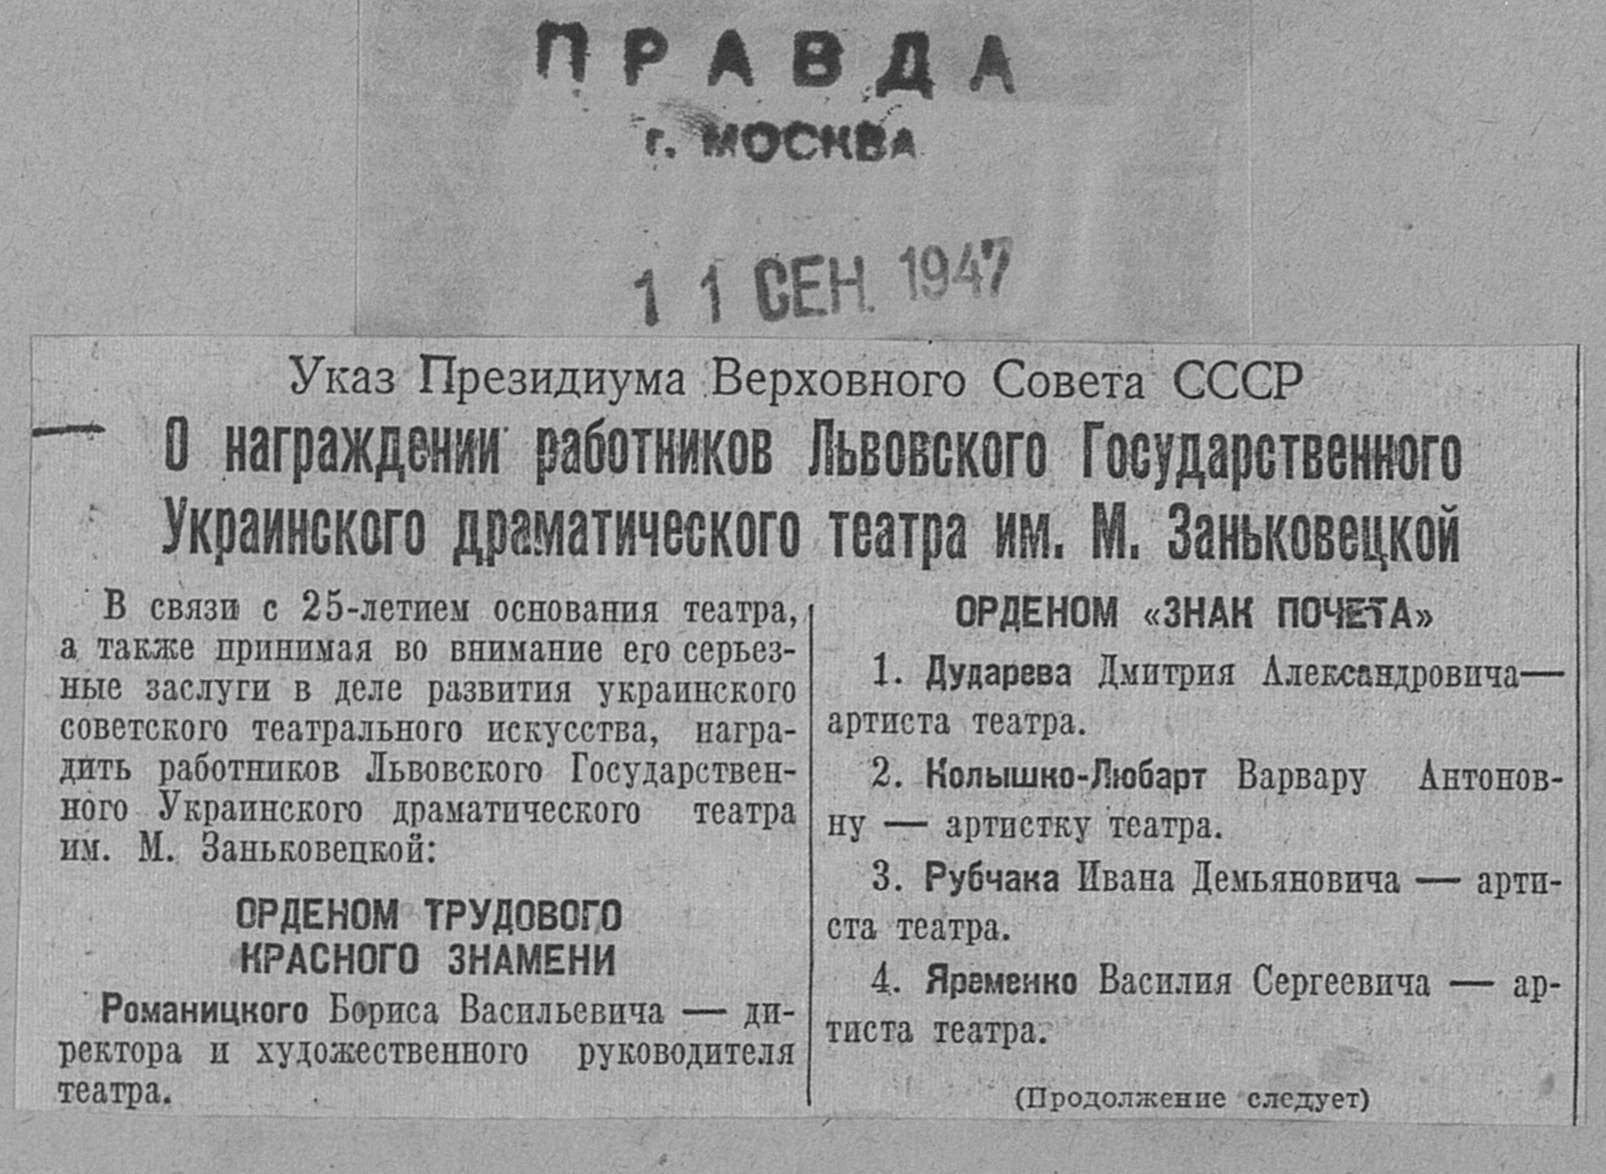 ПРАВДА
г. МОСКВА
11 СЕН. 1947
Указ Президиума Верховного Совета СССР
О награждении работников Львовского Государственного
Украинского драматического театра им. М. Заньковецкой
В связи с 25-летием основания театра,
а также принимая во внимание его серьез-
ные заслуги в деле развития украинского
советского театрального искусства, награ-
дить работников Львовского Государствен-
ного Украинского драматического театра
им. М. Заньковецкой:
ОРДЕНОМ ТРУДОВОГО
КРАСНОГО ЗНАМЕНИ
Романицкого Бориса Васильевича — ди-
ректора и художественного руководителя
театра.
ОРДЕНОМ «ЗНАК ПОЧЕТА»
1. Дударева Дмитрия Александровича—
артиста театра.
2. Колышко-Любарт Варвару Антонов-
ну — артистку театра.
3. Рубчака Ивана Демьяновича — арти-
ста театра.
4. Яременко Василия Сергеевича — ар-
тиста театра.
(Продолжение следует)